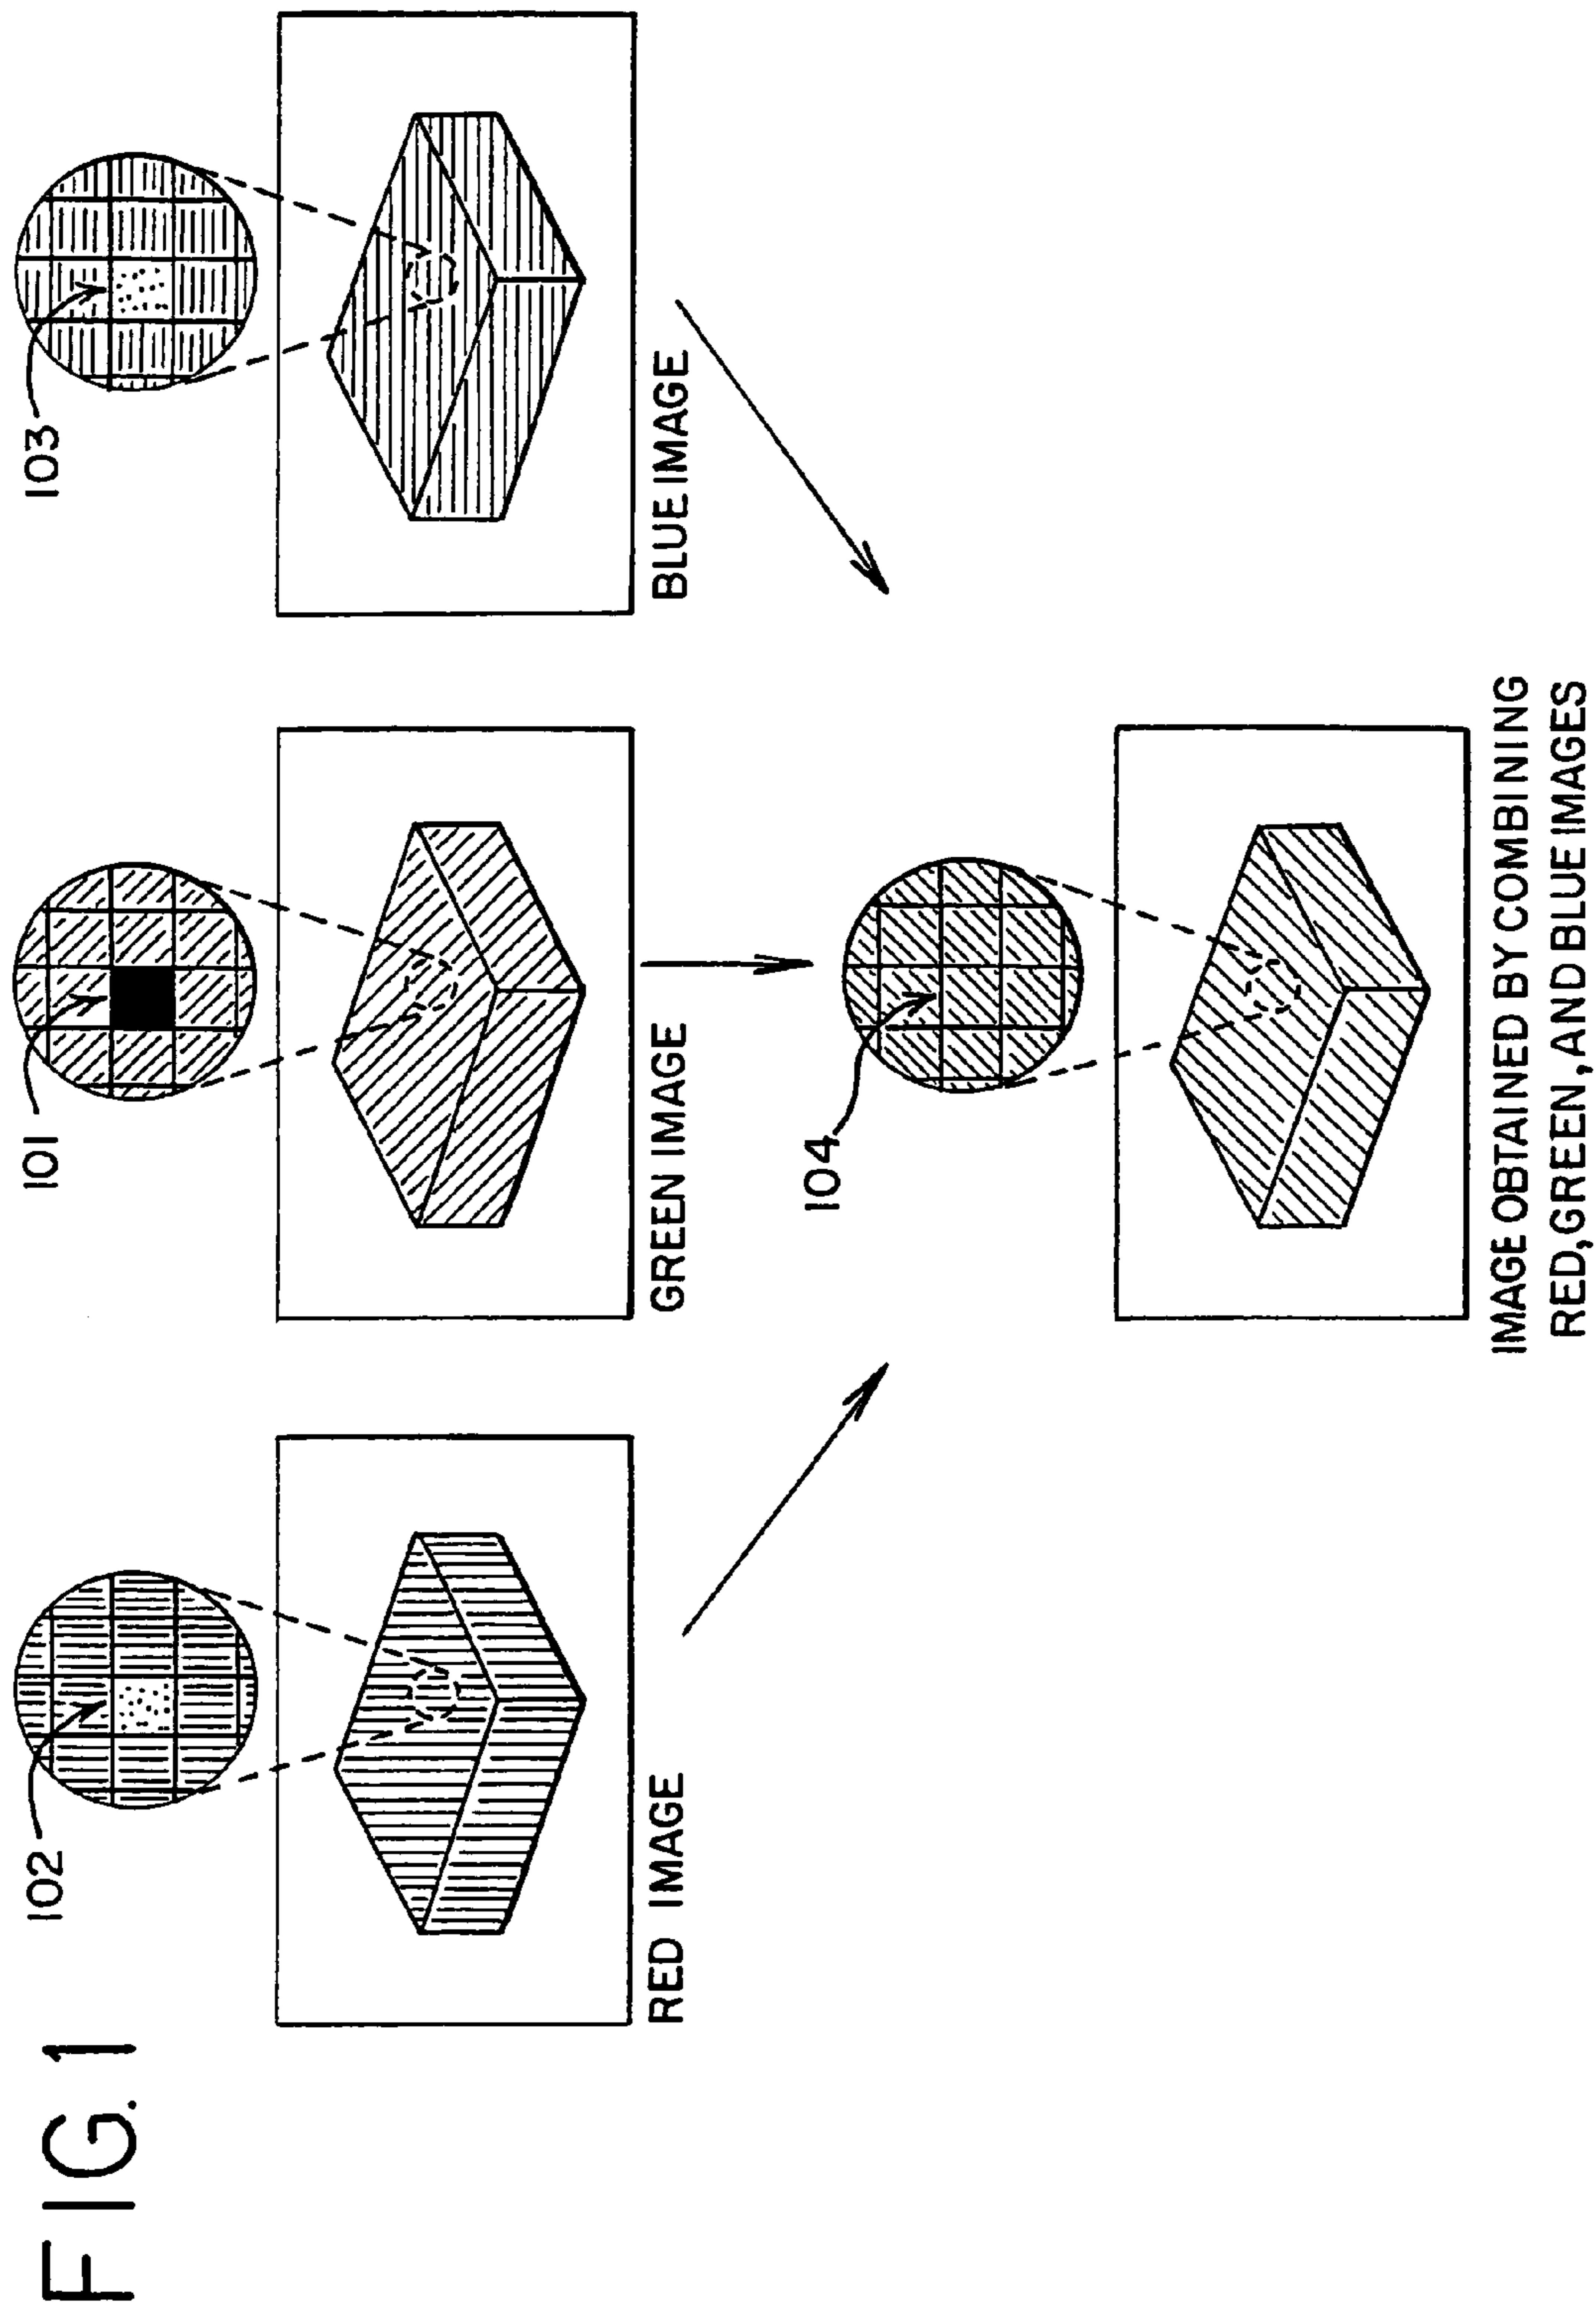 FIG. 1
102
101
103
RED IMAGE
GREEN IMAGE
BLUE IMAGE
104
IMAGE OBTAINED BY COMBINING
RED, GREEN, AND BLUE IMAGES